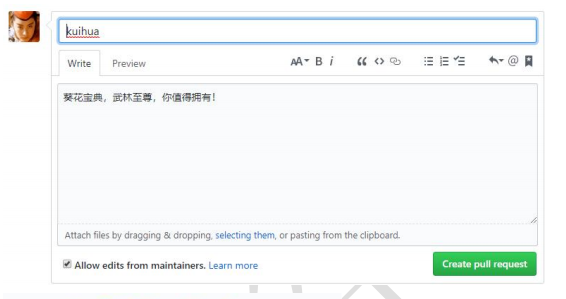 kuihua
Write Preview AA B i “ <> @
葵花宝典，武林至尊，你值得拥有！
Attach files by dragging & dropping, selecting them, or pasting from the clipboard.
Allow edits from maintainers. Learn more
Create pull request